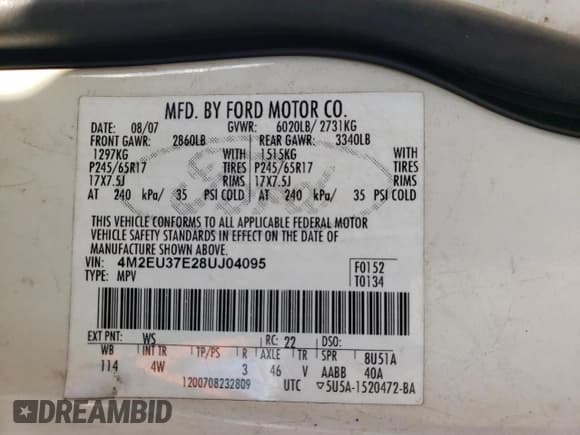 MFD. BY FORD MOTOR CO.
DATE: 08/07 GVWR: 6020LB/ 2731KG
FRONT GAWR: 2860LB REAR GAWR: 3340LB
1297KG WITH 1515KG WITH
P245/65R17 TIRES P245/65R17 TIRES
17X7.5J RIMS 17X7.5J RIMS
AT 240 kPa/ 35 PSI COLD AT 240 kPa/ 35 PSI COLD
THIS VEHICLE CONFORMS TO ALL APPLICABLE FEDERAL MOTOR
VEHICLE SAFETY STANDARDS IN EFFECT ON THE DATE OF
MANUFACTURE SHOWN ABOVE.
VIN: 4M2EU37E28UJ04095 F0152
TYPE: MPV T0134
EXT PNT: WS RC: 22 DSO:
WB INT TR TP/PS R AXLE TR SPR 8U51A
114 4W 3 46 V AABB 40A
1200708232809 UTC ▽5U5A-1520472-BA
DREAMBID